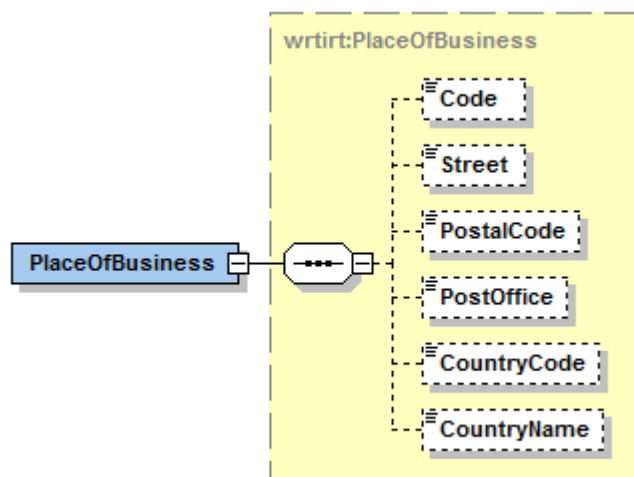 wrtirt:PlaceOfBusiness
Code
Street
PostalCode
PlaceOfBusiness
PostOffice
CountryCode
CountryName